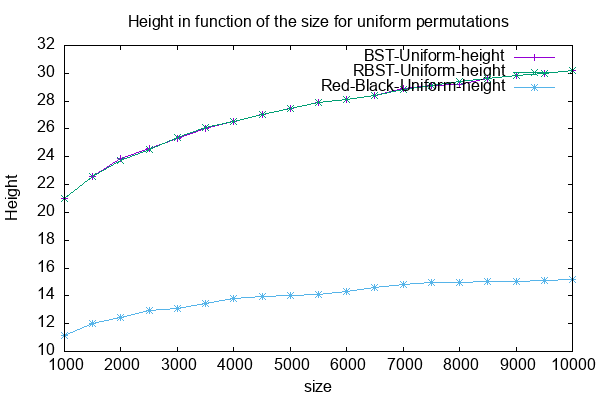 Height in function of the size for uniform permutations
32
30
28
26
24
22
20
18
16
14
12
10
Height
BST-Uniform-height
RBST-Uniform-height
Red-Black-Uniform-height
1000 2000 3000 4000 5000 6000 7000 8000 9000 10000
size